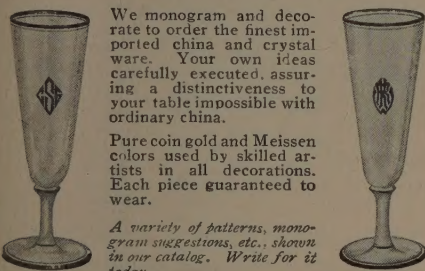 We monogram and deco-
rate to order the finest im-
ported china and crystal
ware. Your own ideas
carefully executed, assur-
ing a distinctiveness to
your table impossible with
ordinary china.
Pure coin gold and Meissen
colors used by skilled ar-
tists in all decorations.
Each piece guaranteed to
wear.
A variety of patterns, mono-
gram suggestions, etc., shown
in our catalog. Write for it
today.